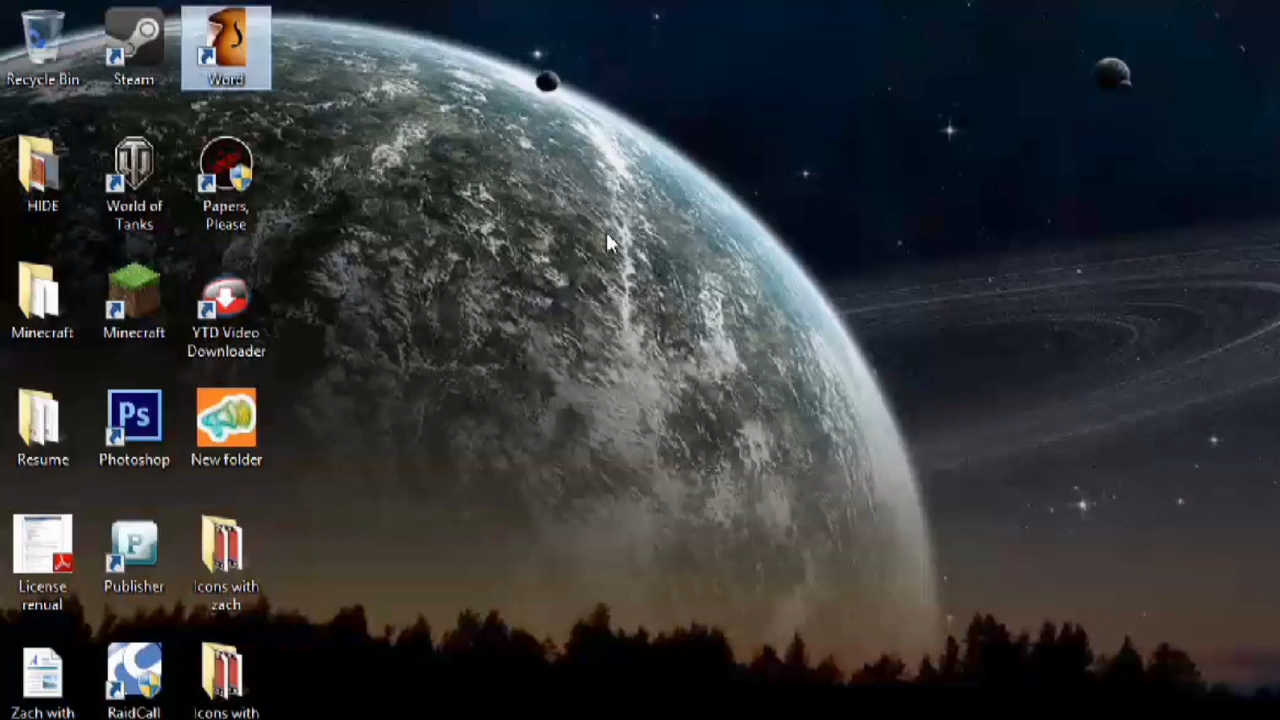 Recycle Bin
Steam
Word
HIDE
World of
Tanks
Papers,
Please
Minecraft
Minecraft
YTD Video
Downloader
Resume
Ps
Photoshop
New folder
License
renual
P
Publisher
Icons with
zach
Zach with
RaidCall
Icons with